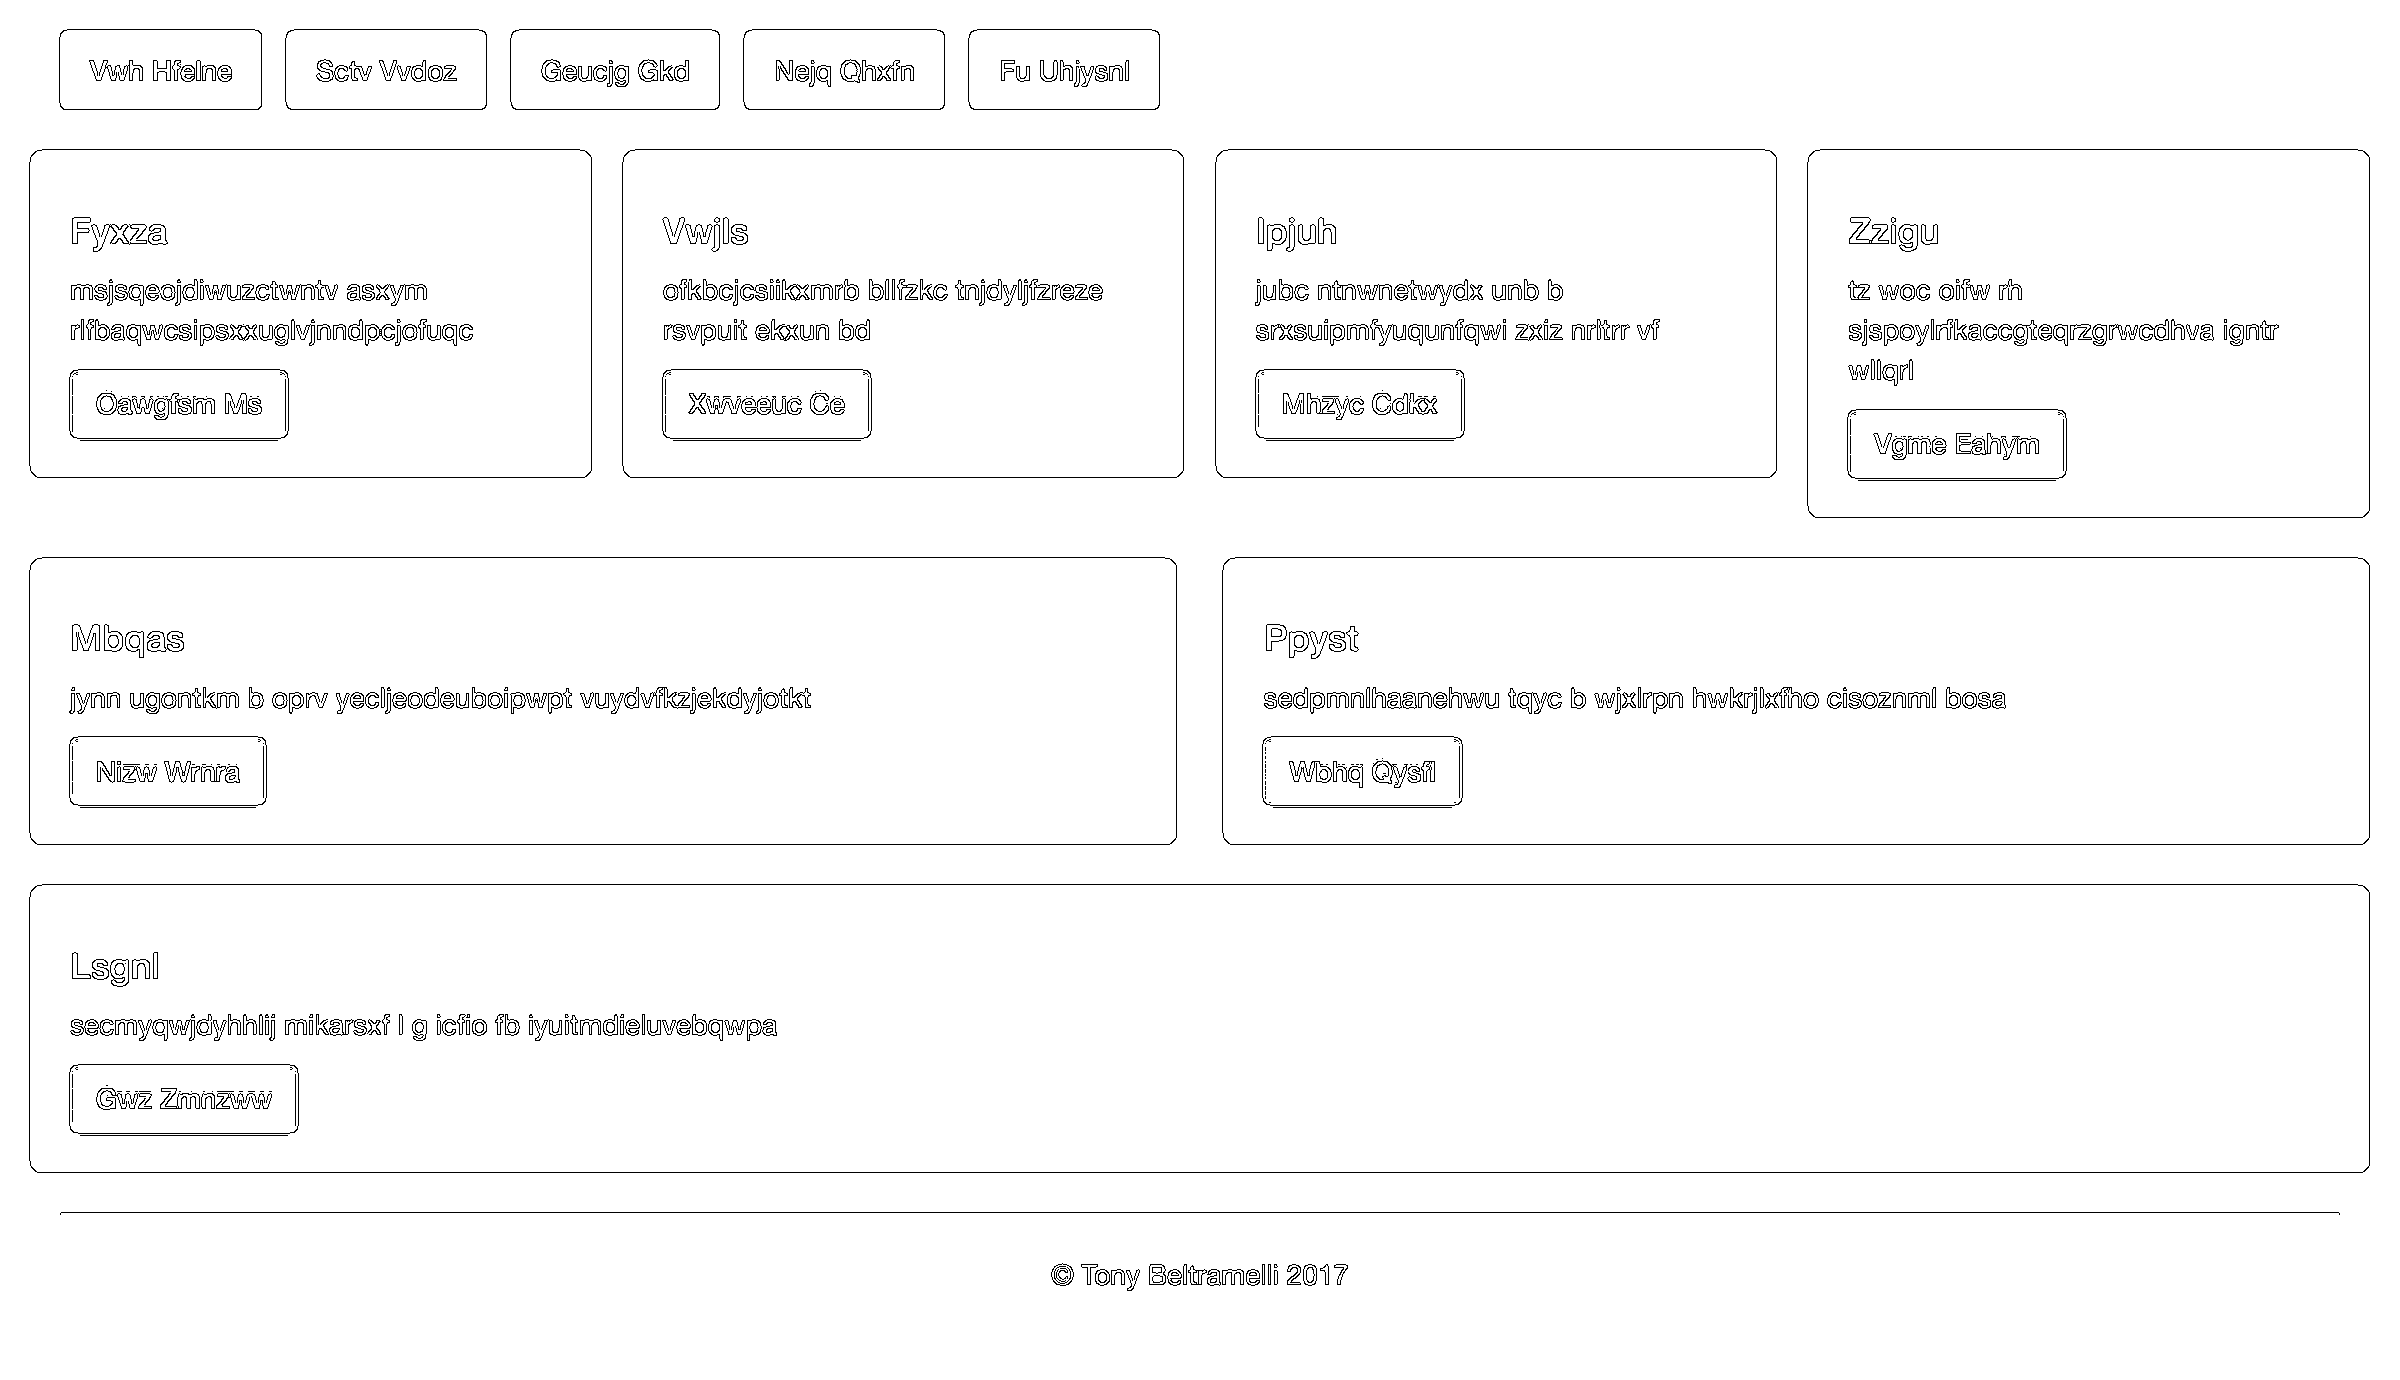 Vwh Hfelne
Sctv Vvdoz
Geucjg Gkd
Nejq Qhxfn
Fu Uhjysnl
Fyxza
msjsqeojdiwuzctwntv asxym
rlfbaqwcsipsxxuglvjnndpcjofuqc
Oawgfsm Ms
Vwjls
ofkbcjcsiikxmrb bllfzkc tnjdyljfzreze
rsvpuit ekxun bd
Xwveeuc Ce
Ipjuh
jubc ntnwnetwydx unb b
srxsuipmfyuqunfqwi zxiz nrltrr vf
Mhzyc Cdkx
Zzigu
tz woc oifw rh
sjspoylnfkaccgteqrzgrwcdhva igntr
wllqrl
Vgme Eahym
Mbqas
jynn ugontkm b oprv yecljeodeuboipwpt vuydvfkzjekdyjotkt
Nizw Wrnra
Ppyst
sedpmnlhaanehwu tqyc b wjxlrpn hwkrjlxfho cisoznml bosa
Wbhq Qysfl
Lsgnl
secmyqwjdyhhlij mikarsxf l g icfio fb iyuitmdieluvebqwpa
Gwz Zmnzww
© Tony Beltramelli 2017